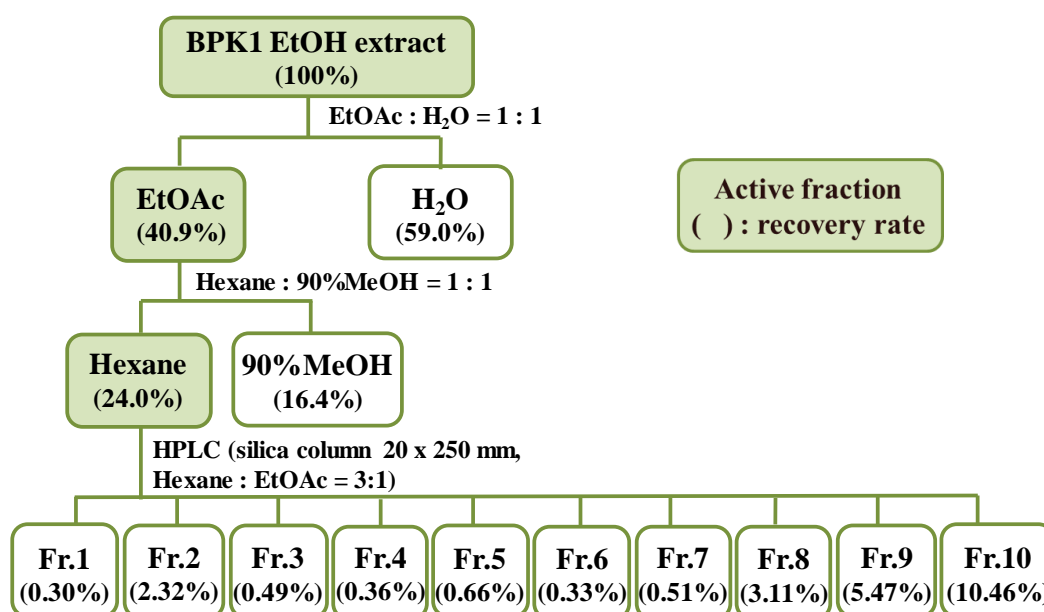 BPK1 EtOH extract
(100%)
EtOAc : H₂O = 1 : 1
EtOAc
(40.9%)
H₂O
(59.0%)
Active fraction
( ) : recovery rate
Hexane : 90%MeOH = 1 : 1
Hexane
(24.0%)
90%MeOH
(16.4%)
HPLC (silica column 20 x 250 mm,
Hexane : EtOAc = 3:1)
Fr.1
(0.30%)
Fr.2
(2.32%)
Fr.3
(0.49%)
Fr.4
(0.36%)
Fr.5
(0.66%)
Fr.6
(0.33%)
Fr.7
(0.51%)
Fr.8
(3.11%)
Fr.9
(5.47%)
Fr.10
(10.46%)